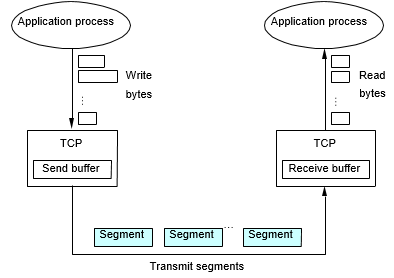 Application process
Application process
Write
bytes
Read
bytes
TCP
TCP
Send buffer
Receive buffer
Segment
Segment
...
Segment
Transmit segments